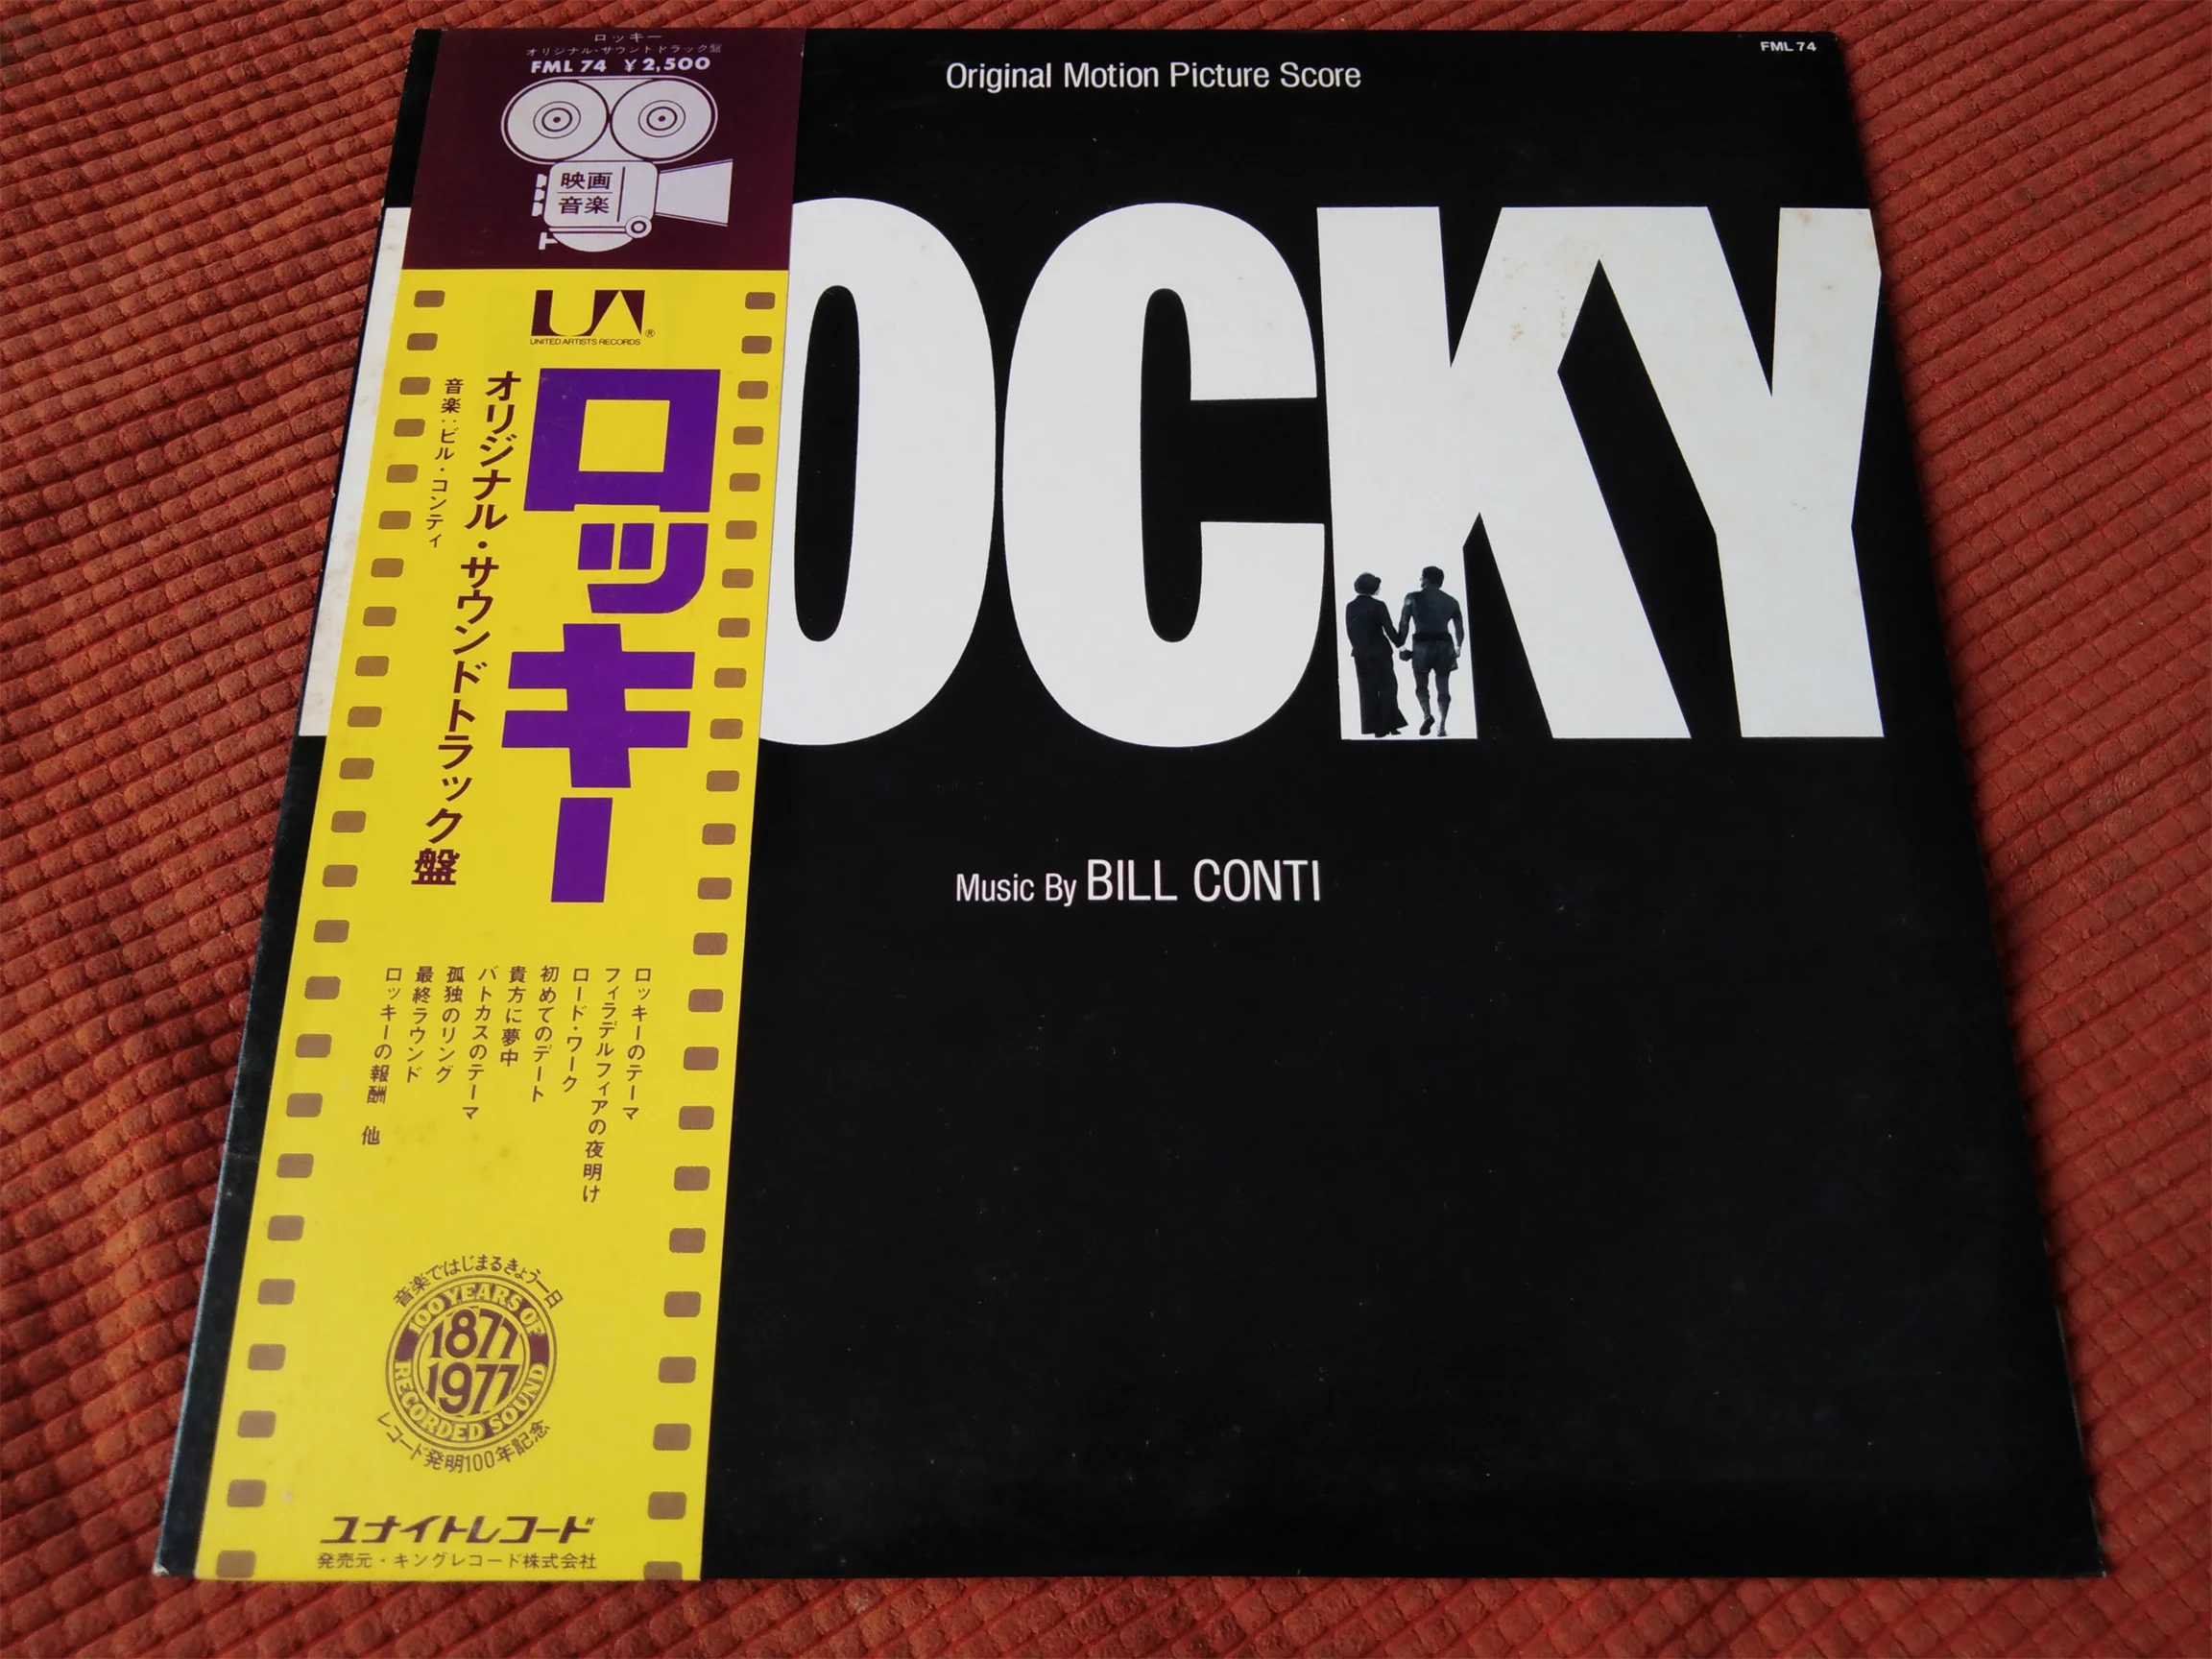 ロッキー
オリジナル・サウンドトラック盤
FML 74 ¥2,500
映画
音楽
UA®
UNITED ARTISTS RECORDS
ロッキー
オリジナル・サウンドトラック盤
音楽:ビル・コンティ
ロッキーのテーマ
フィラデルフィアの夜明け
ロード・ワーク
初めてのデート
貴方に夢中
バトカスのテーマ
孤独のリング
最終ラウンド
ロッキーの報酬 他
音楽ではじまるきょう一日
100 YEARS OF
1877
1977
RECORDED SOUND
レコード発明100年記念
ユナイトレコード
発売元・キングレコード株式会社
FML 74
Original Motion Picture Score
OCKY
Music By BILL CONTI